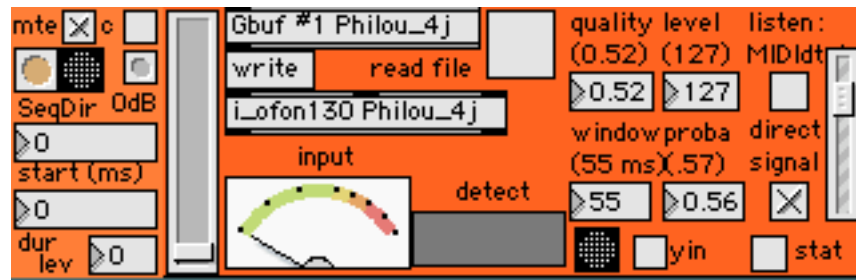 mte c
SeqDir 0dB
0
start (ms)
0
dur
lev 0
Gbuf #1 Philou_4j
write read file
i_ofon130 Philou_4j
input
detect
quality level listen:
(0.52) (127) MIDIdt
0.52 127
window proba direct
(55 ms)(.57) signal
55 0.56
yin stat